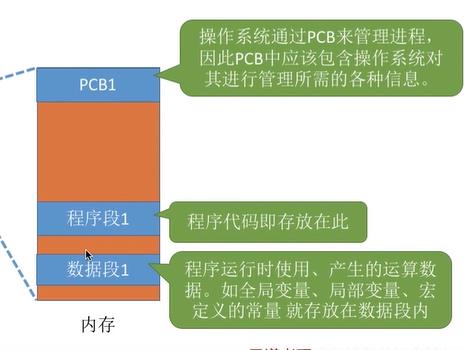 操作系统通过PCB来管理进程，
因此PCB中应该包含操作系统对
其进行管理所需的各种信息。
PCB1
程序段1
程序代码即存放在此
数据段1
程序运行时使用、产生的运算数
据。如全局变量、局部变量、宏
定义的常量 就存放在数据段内
内存